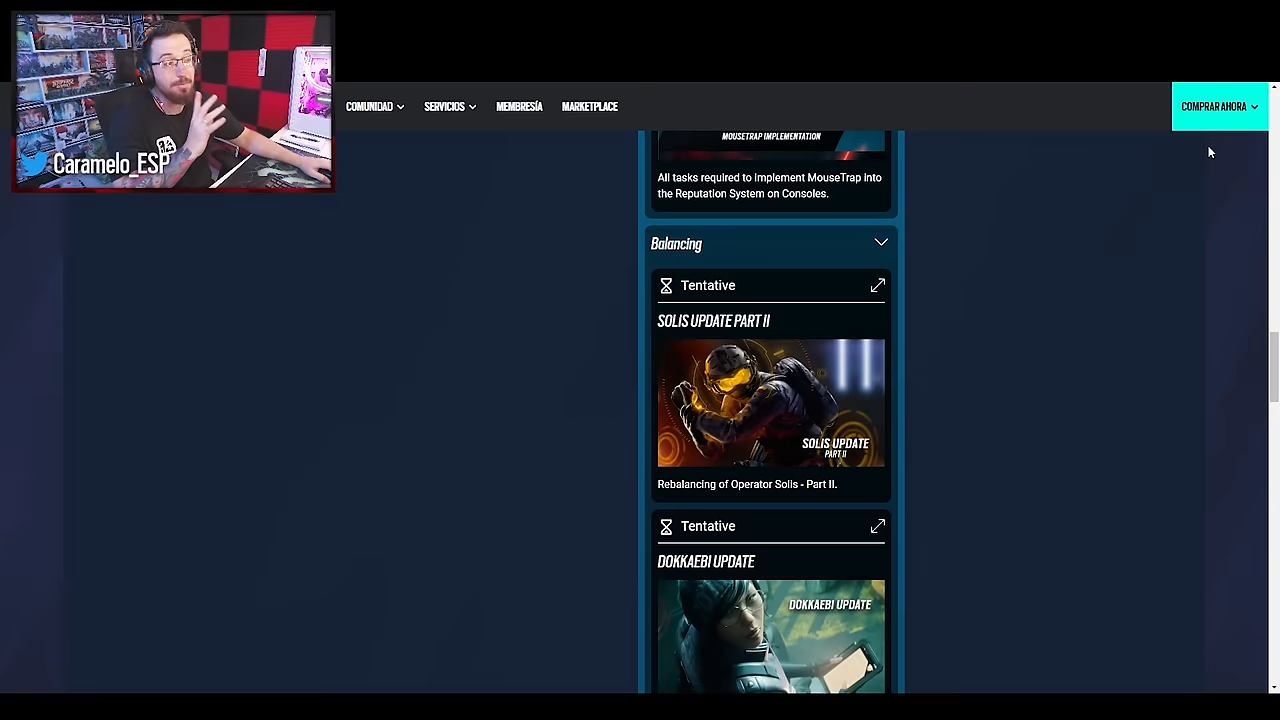 Caramelo_ESP
COMUNIDAD SERVICIOS MEMBRESÍA MARKETPLACE COMPRAR AHORA
MOUSETRAP IMPLEMENTATION
All tasks required to Implement MouseTrap Into
the Reputation System on Consoles.
Balancing
Tentative
SOLIS UPDATE PART II
SOLIS UPDATE
PART II
Rebalancing of Operator Solis - Part II.
Tentative
DOKKAEBI UPDATE
DOKKAEBI UPDATE